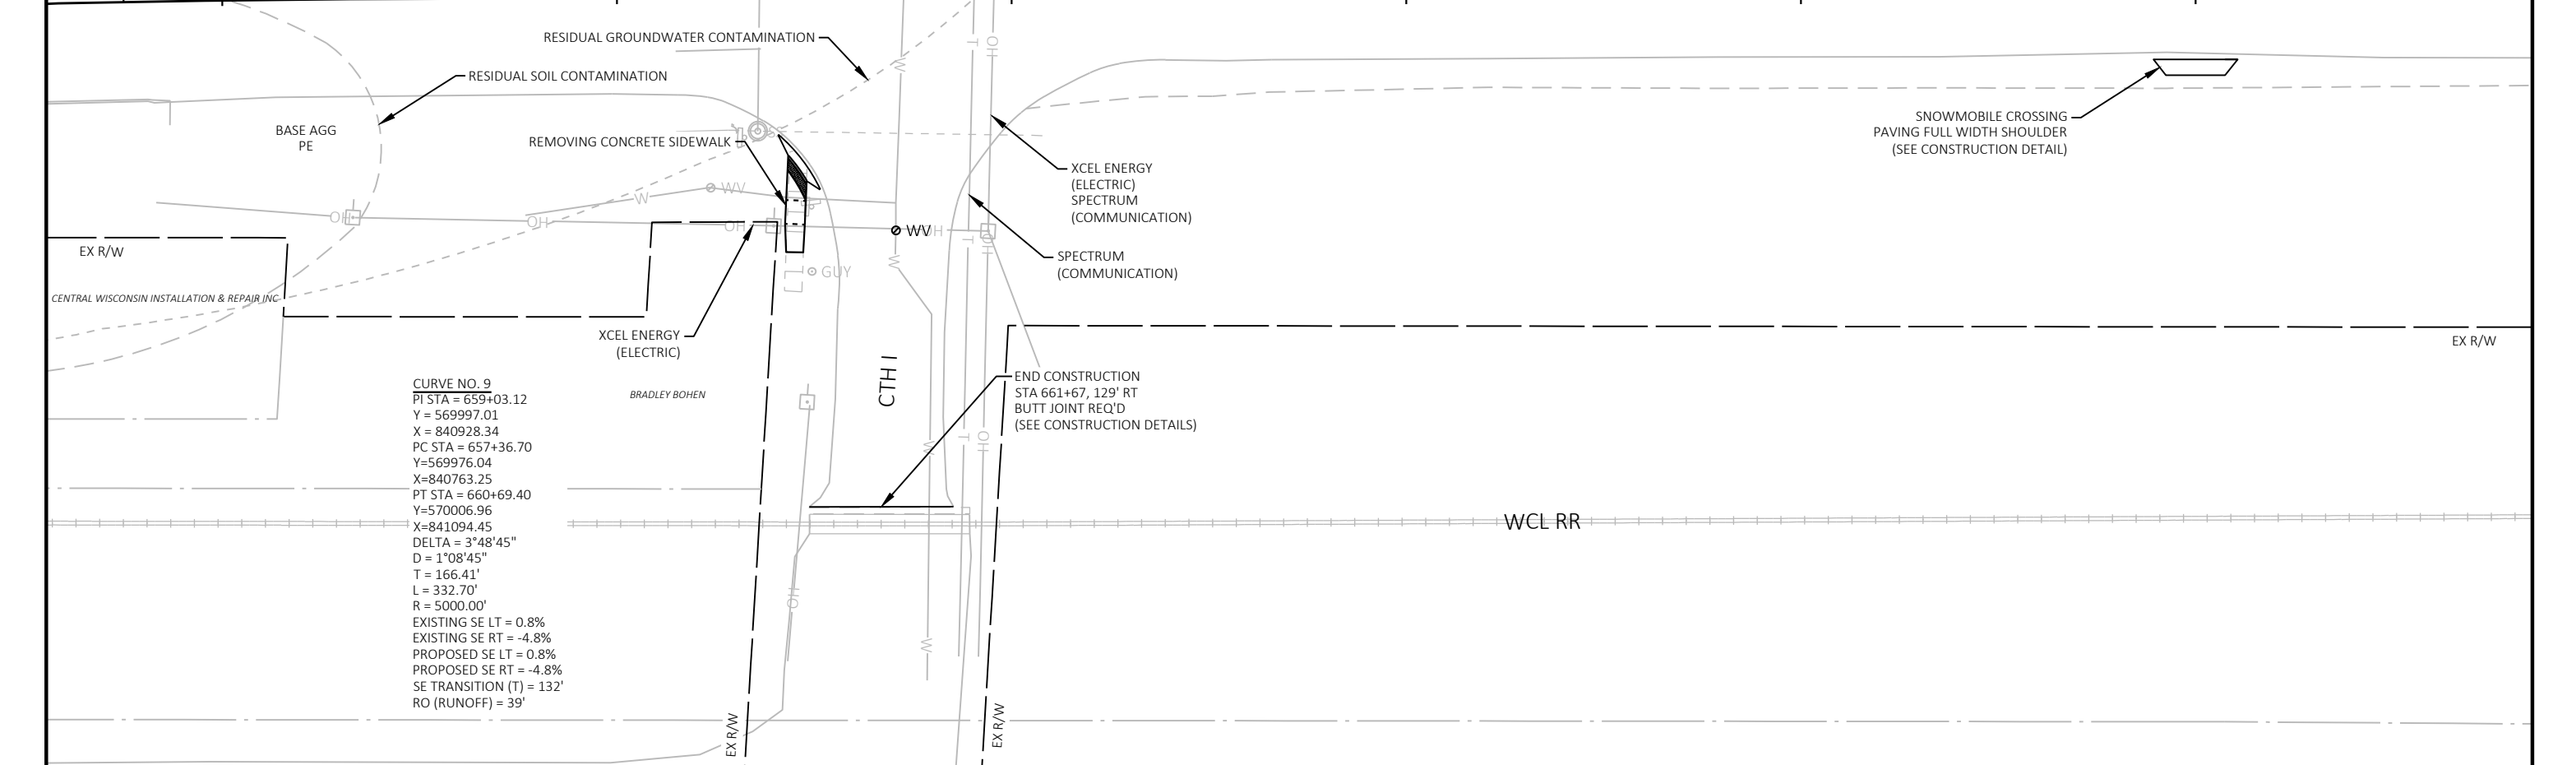 RESIDUAL GROUNDWATER CONTAMINATION
RESIDUAL SOIL CONTAMINATION
BASE AGG
PE
REMOVING CONCRETE SIDEWALK
SNOWMOBILE CROSSING
PAVING FULL WIDTH SHOULDER
(SEE CONSTRUCTION DETAIL)
XCEL ENERGY
(ELECTRIC)
SPECTRUM
(COMMUNICATION)
SPECTRUM
(COMMUNICATION)
OH
T
W
W
WV
OH
OH
OH
WV
OH
T
OH
W
GUY
EX R/W
CENTRAL WISCONSIN INSTALLATION & REPAIR INC
XCEL ENERGY
(ELECTRIC)
EX R/W
BRADLEY BOHEN
CTH I
END CONSTRUCTION
STA 661+67, 129' RT
BUTT JOINT REQ'D
(SEE CONSTRUCTION DETAILS)
CURVE NO. 9
PI STA = 659+03.12
Y = 569997.01
X = 840928.34
PC STA = 657+36.70
Y=569976.04
X=840763.25
PT STA = 660+69.40
Y=570006.96
X=841094.45
DELTA = 3°48'45"
D = 1°08'45"
T = 166.41'
L = 332.70'
R = 5000.00'
EXISTING SE LT = 0.8%
EXISTING SE RT = -4.8%
PROPOSED SE LT = 0.8%
PROPOSED SE RT = -4.8%
SE TRANSITION (T) = 132'
RO (RUNOFF) = 39'
W
T
OH
WCL RR
OH
W
EX R/W
EX R/W